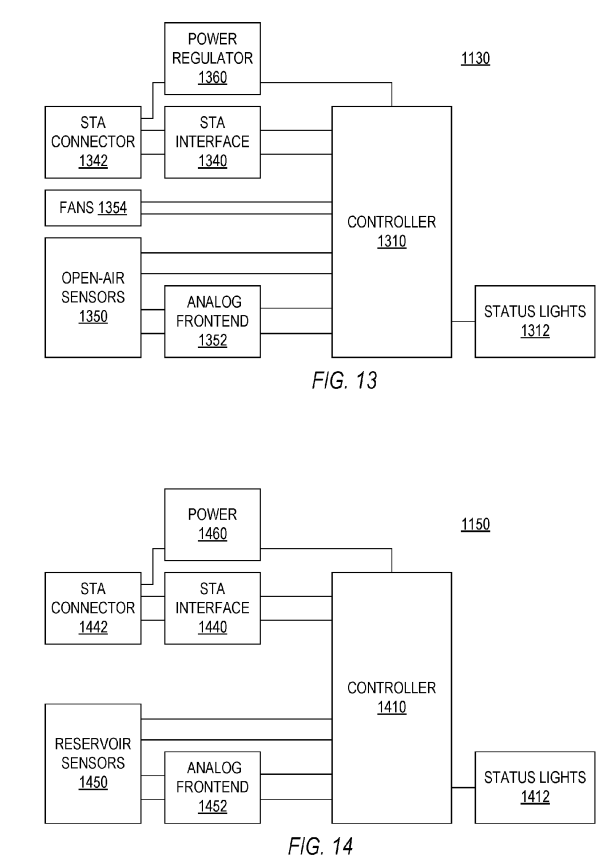 POWER
REGULATOR
1360
1130
STA
CONNECTOR
1342
STA
INTERFACE
1340
FANS 1354
CONTROLLER
1310
OPEN-AIR
SENSORS
1350
ANALOG
FRONTEND
1352
STATUS LIGHTS
1312
FIG. 13
POWER
1460
1150
STA
CONNECTOR
1442
STA
INTERFACE
1440
CONTROLLER
1410
RESERVOIR
SENSORS
1450
ANALOG
FRONTEND
1452
STATUS LIGHTS
1412
FIG. 14